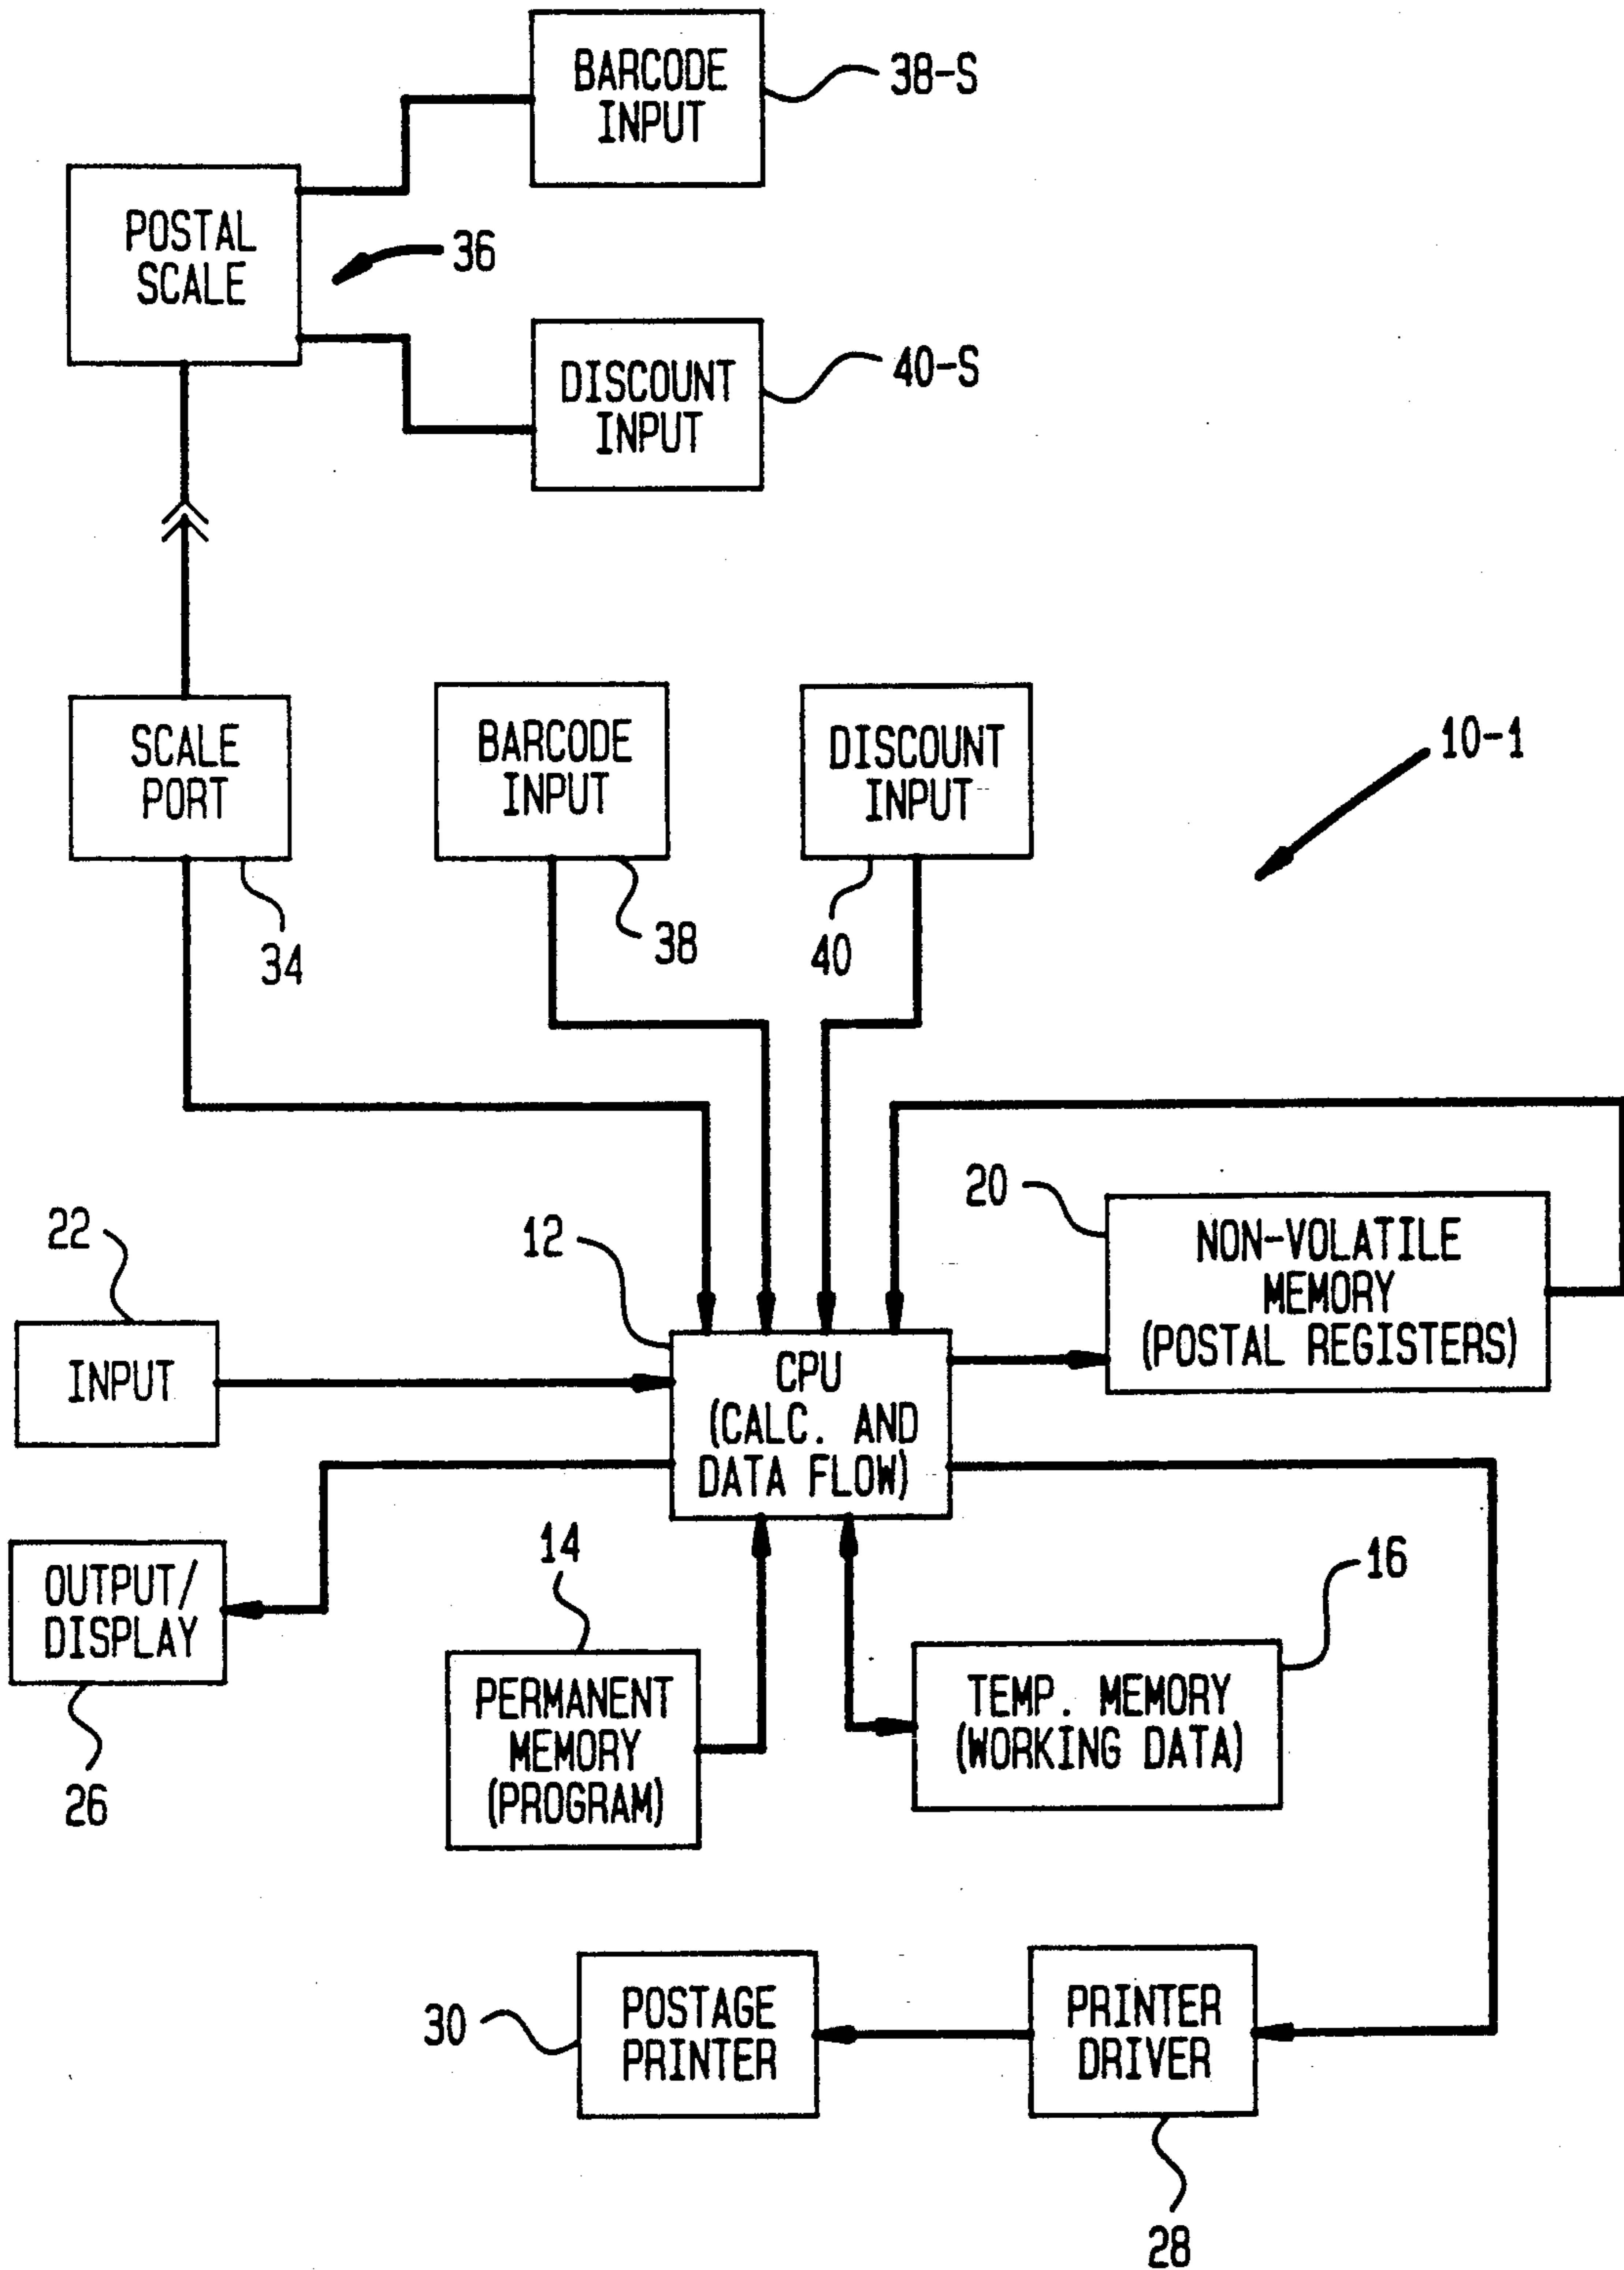 BARCODE
INPUT
38-S
POSTAL
SCALE
36
DISCOUNT
INPUT
40-S
SCALE
PORT
34
BARCODE
INPUT
38
DISCOUNT
INPUT
40
10-1
20
NON-VOLATILE
MEMORY
(POSTAL REGISTERS)
22
INPUT
12
CPU
(CALC. AND
DATA FLOW)
OUTPUT/
DISPLAY
26
14
PERMANENT
MEMORY
(PROGRAM)
16
TEMP. MEMORY
(WORKING DATA)
30
POSTAGE
PRINTER
PRINTER
DRIVER
28